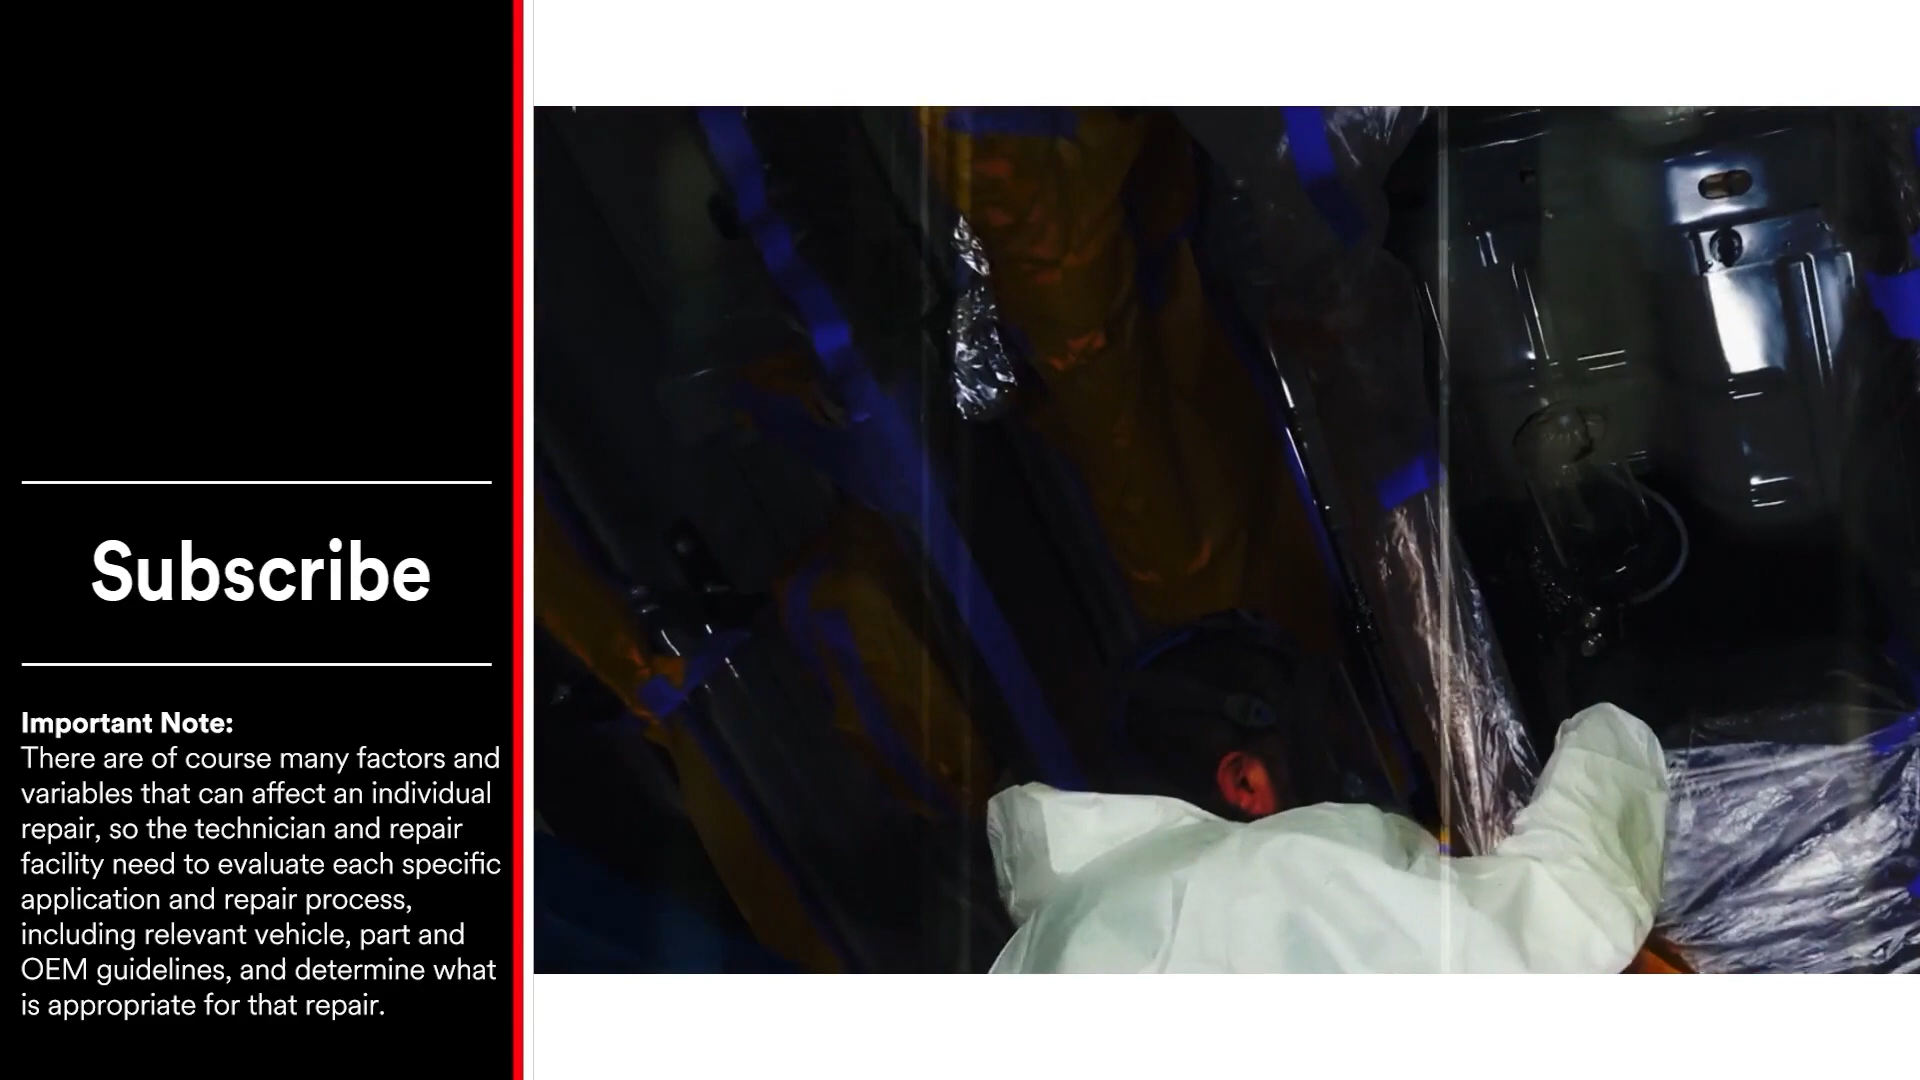 Subscribe
Important Note:
There are of course many factors and
variables that can affect an individual
repair, so the technician and repair
facility need to evaluate each specific
application and repair process,
including relevant vehicle, part and
OEM guidelines, and determine what
is appropriate for that repair.